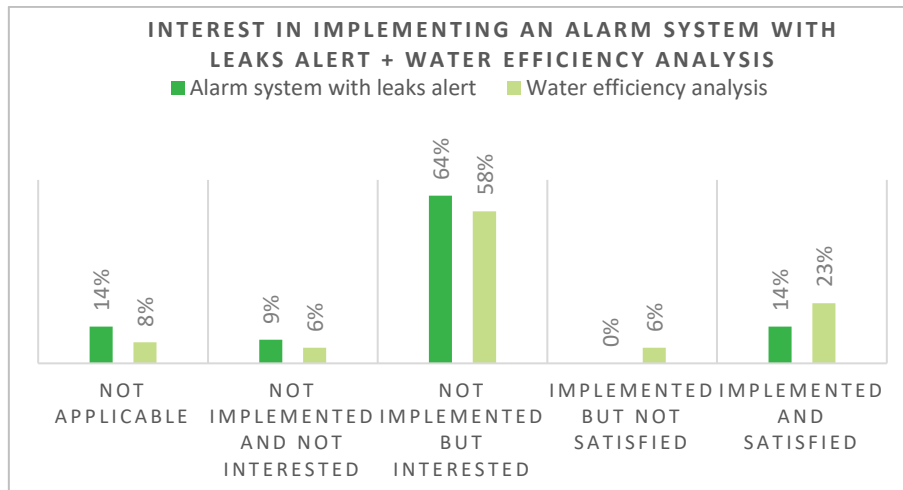 INTEREST IN IMPLEMENTING AN ALARM SYSTEM WITH
LEAKS ALERT + WATER EFFICIENCY ANALYSIS
Alarm system with leaks alert
Water efficiency analysis
14%
8%
9%
6%
64%
58%
0%
6%
14%
23%
NOT
APPLICABLE
NOT
IMPLEMENTED
AND NOT
INTERESTED
NOT
IMPLEMENTED
BUT
INTERESTED
IMPLEMENTED
BUT NOT
SATISFIED
IMPLEMENTED
AND
SATISFIED